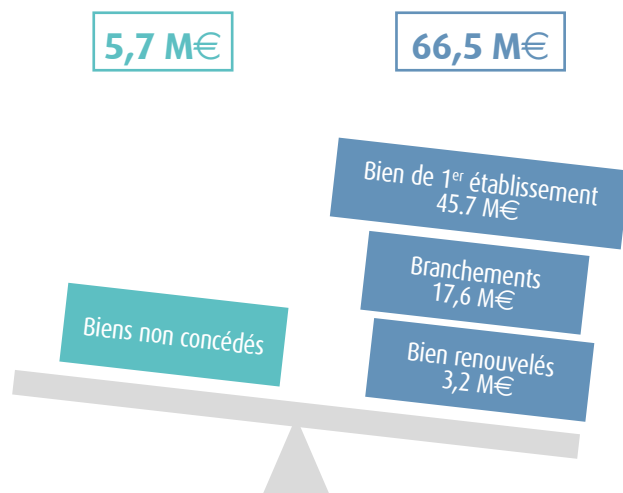 5,7 M€
66,5 M€
Bien de 1er établissement
45.7 M€
Branchements
17,6 M€
Biens non concédés
Bien renouvelés
3,2 M€